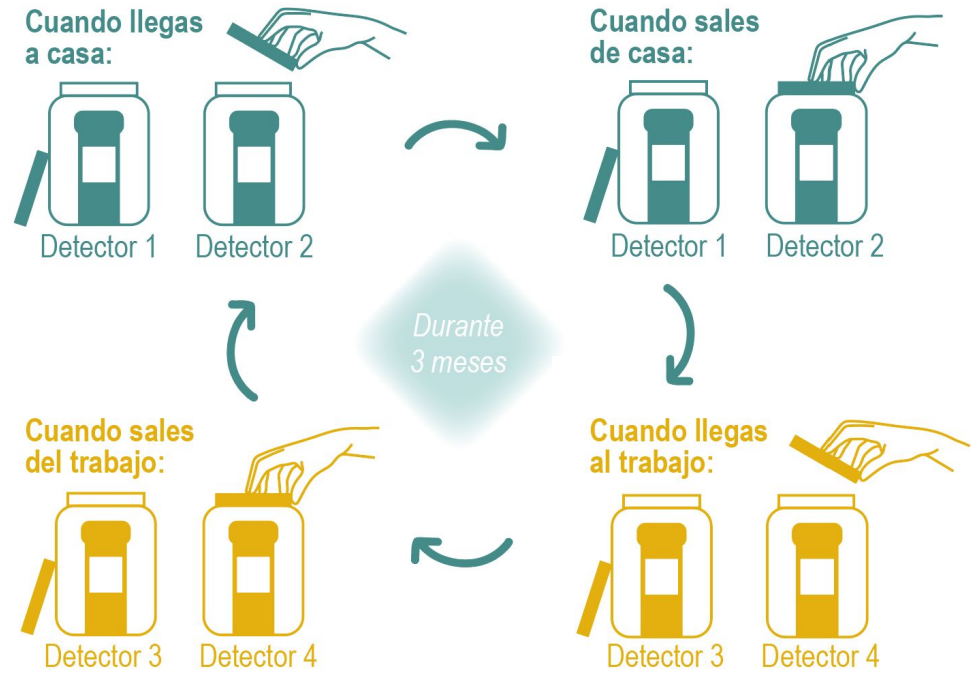 Cuando llegas
a casa:
Detector 1
Detector 2
Cuando sales
de casa:
Detector 1
Detector 2
Durante
3 meses
Cuando sales
del trabajo:
Detector 3
Detector 4
Cuando llegas
al trabajo:
Detector 3
Detector 4